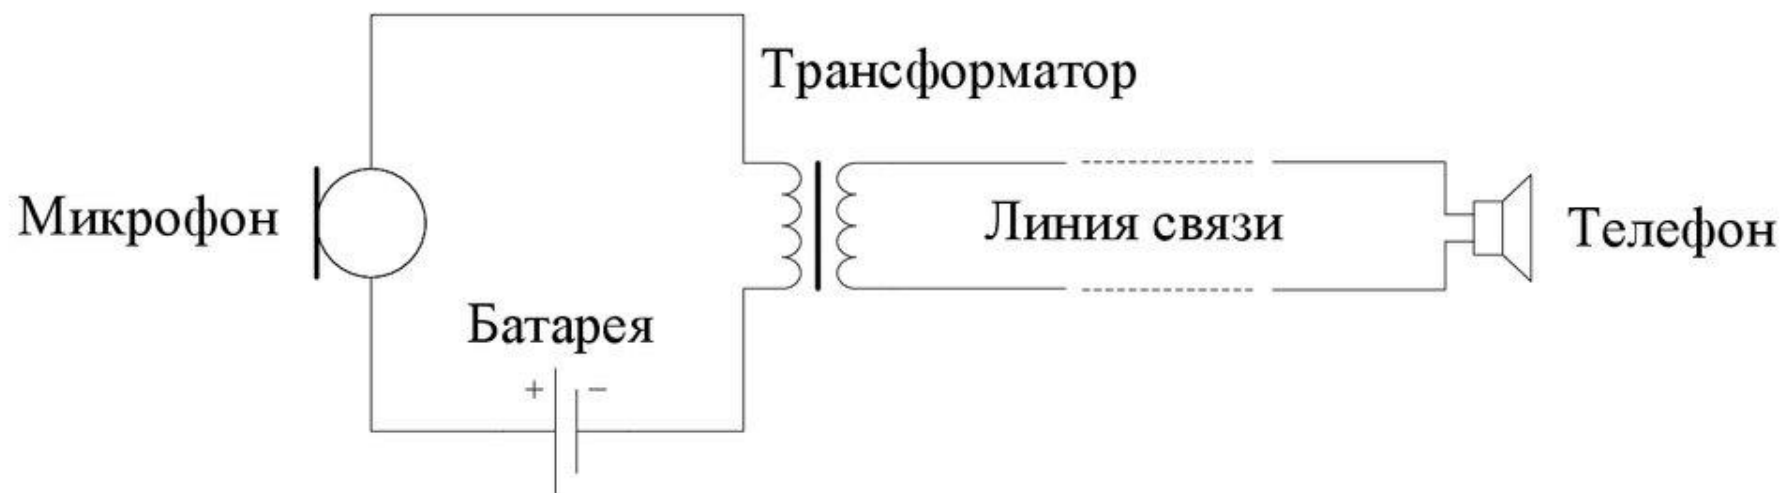 Трансформатор
Микрофон
Линия связи
Телефон
Батарея
+ −